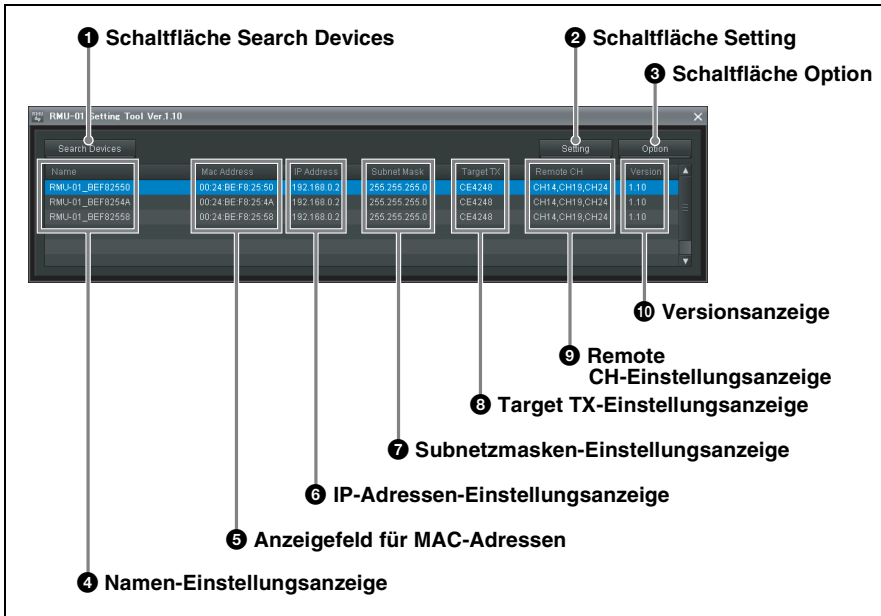 ❶ Schaltfläche Search Devices
❷ Schaltfläche Setting
❸ Schaltfläche Option
RMU-01 Setting Tool Ver.1.10
Search Devices Setting Option
Name Mac Address IP Address Subnet Mask Target TX Remote CH Version
RMU-01_BEF82550 00:24:BE:F8:25:50 192.168.0.2 255.255.255.0 CE4248 CH14,CH19,CH24 1.10
RMU-01_BEF8254A 00:24:BE:F8:25:4A 192.168.0.2 255.255.255.0 CE4248 CH14,CH19,CH24 1.10
RMU-01_BEF82558 00:24:BE:F8:25:58 192.168.0.2 255.255.255.0 CE4248 CH14,CH19,CH24 1.10
❿ Versionsanzeige
❾ Remote
CH-Einstellungsanzeige
❽ Target TX-Einstellungsanzeige
❼ Subnetzmasken-Einstellungsanzeige
❻ IP-Adressen-Einstellungsanzeige
❺ Anzeigefeld für MAC-Adressen
❹ Namen-Einstellungsanzeige